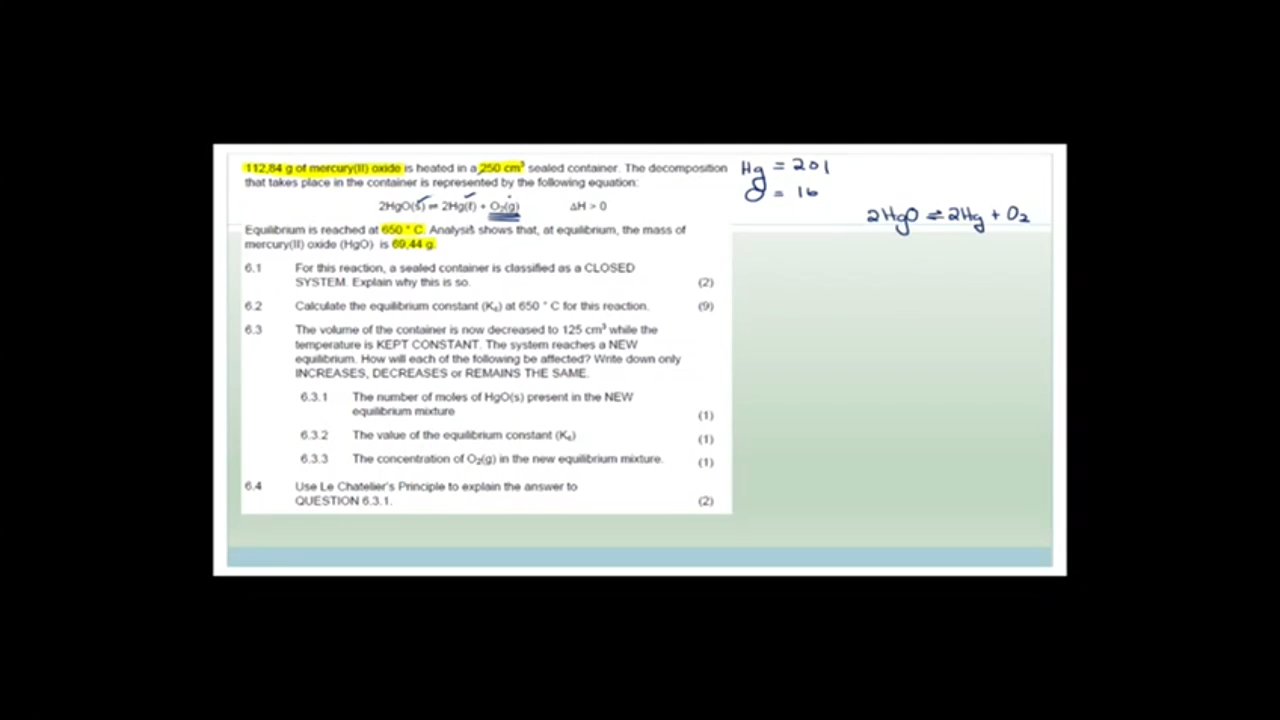 112,84 g of mercury(II) oxide is heated in a 250 cm³ sealed container. The decomposition
that takes place in the container is represented by the following equation:
2HgO(s) ⇌ 2Hg(ℓ) + O₂(g) ΔH > 0
Equilibrium is reached at 650 ° C. Analysis shows that, at equilibrium, the mass of
mercury(II) oxide (HgO) is 69,44 g.
6.1 For this reaction, a sealed container is classified as a CLOSED
SYSTEM. Explain why this is so. (2)
6.2 Calculate the equilibrium constant (Kc) at 650 ° C for this reaction. (9)
6.3 The volume of the container is now decreased to 125 cm³ while the
temperature is KEPT CONSTANT. The system reaches a NEW
equilibrium. How will each of the following be affected? Write down only
INCREASES, DECREASES or REMAINS THE SAME.
6.3.1 The number of moles of HgO(s) present in the NEW
equilibrium mixture (1)
6.3.2 The value of the equilibrium constant (Kc) (1)
6.3.3 The concentration of O₂(g) in the new equilibrium mixture. (1)
6.4 Use Le Chatelier's Principle to explain the answer to
QUESTION 6.3.1. (2)
Hg = 201
O = 16
2HgO ⇌ 2Hg + O₂